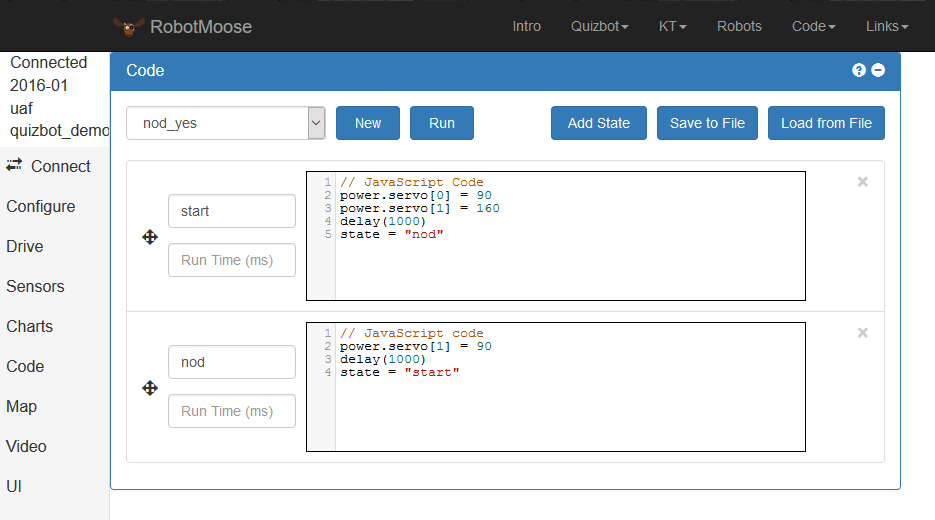 RobotMoose Intro Quizbot KT Robots Code Links
Connected
2016-01
uaf
quizbot_demo
Connect
Configure
Drive
Sensors
Charts
Code
Map
Video
UI
Code
nod_yes New Run Add State Save to File Load from File
start
Run Time (ms)
1 // JavaScript Code
2 power.servo[0] = 90
3 power.servo[1] = 160
4 delay(1000)
5 state = "nod"
nod
Run Time (ms)
1 // JavaScript code
2 power.servo[1] = 90
3 delay(1000)
4 state = "start"